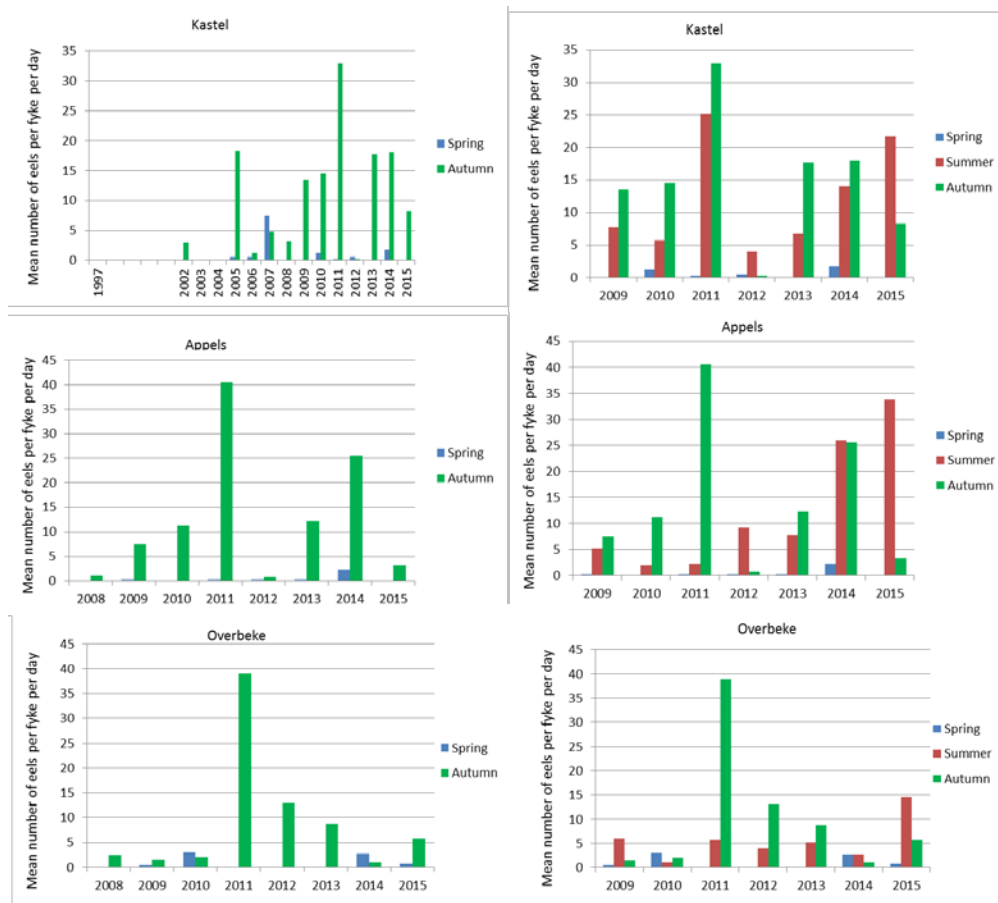 Kastel
Mean number of eels per fyke per day
35
30
25
20
15
10
5
0
1997
2002
2003
2004
2005
2006
2007
2008
2009
2010
2011
2012
2013
2014
2015
Spring
Autumn
Kastel
Mean number of eels per fyke per day
35
30
25
20
15
10
5
0
2009 2010 2011 2012 2013 2014 2015
Spring
Summer
Autumn
Appels
Mean number of eels per fyke per day
45
40
35
30
25
20
15
10
5
0
2008 2009 2010 2011 2012 2013 2014 2015
Spring
Autumn
Appels
Mean number of eels per fyke per day
45
40
35
30
25
20
15
10
5
0
2009 2010 2011 2012 2013 2014 2015
Spring
Summer
Autumn
Overbeke
Mean number of eels per fyke per day
45
40
35
30
25
20
15
10
5
0
2008 2009 2010 2011 2012 2013 2014 2015
Spring
Autumn
Overbeke
Mean number of eels per fyke per day
45
40
35
30
25
20
15
10
5
0
2009 2010 2011 2012 2013 2014 2015
Spring
Summer
Autumn